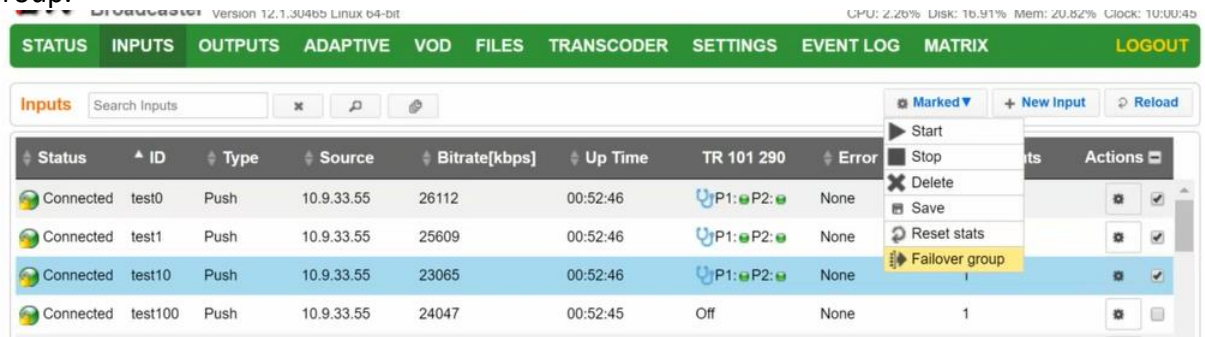 roup.
Broadcaster Version 12.1.30465 Linux 64-bit CPU: 2.26% Disk: 16.91% Mem: 20.82% Clock: 10:00:45
STATUS INPUTS OUTPUTS ADAPTIVE VOD FILES TRANSCODER SETTINGS EVENT LOG MATRIX LOGOUT
Inputs Search Inputs Marked▼ + New Input Reload
Start
Status ID Type Source Bitrate[kbps] Up Time TR 101 290 Error Stop uts Actions
Delete
Connected test0 Push 10.9.33.55 26112 00:52:46 P1: P2: None
Save
Connected test1 Push 10.9.33.55 25609 00:52:46 P1: P2: None Reset stats
Failover group
Connected test10 Push 10.9.33.55 23065 00:52:46 P1: P2: None 1
Connected test100 Push 10.9.33.55 24047 00:52:45 Off None 1